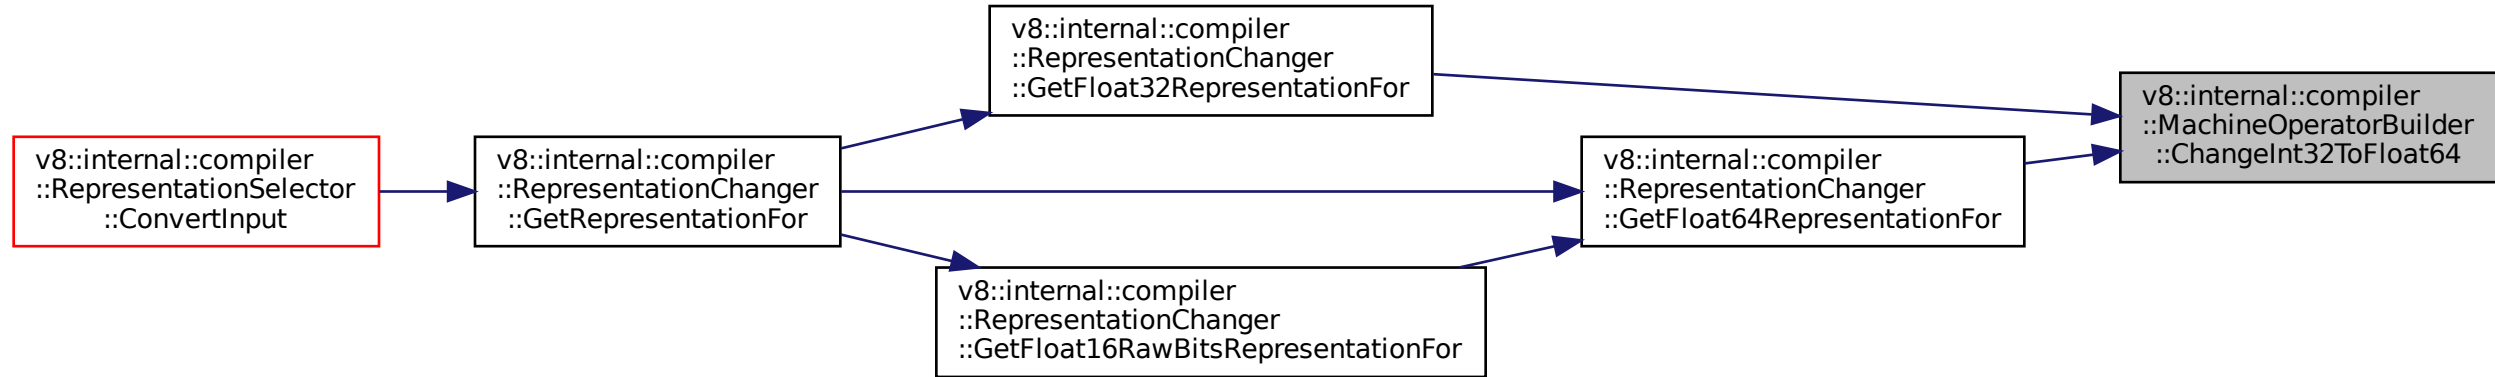 v8::internal::compiler
::RepresentationSelector
::ConvertInput
v8::internal::compiler
::RepresentationChanger
::GetRepresentationFor
v8::internal::compiler
::RepresentationChanger
::GetFloat32RepresentationFor
v8::internal::compiler
::RepresentationChanger
::GetFloat16RawBitsRepresentationFor
v8::internal::compiler
::RepresentationChanger
::GetFloat64RepresentationFor
v8::internal::compiler
::MachineOperatorBuilder
::ChangeInt32ToFloat64